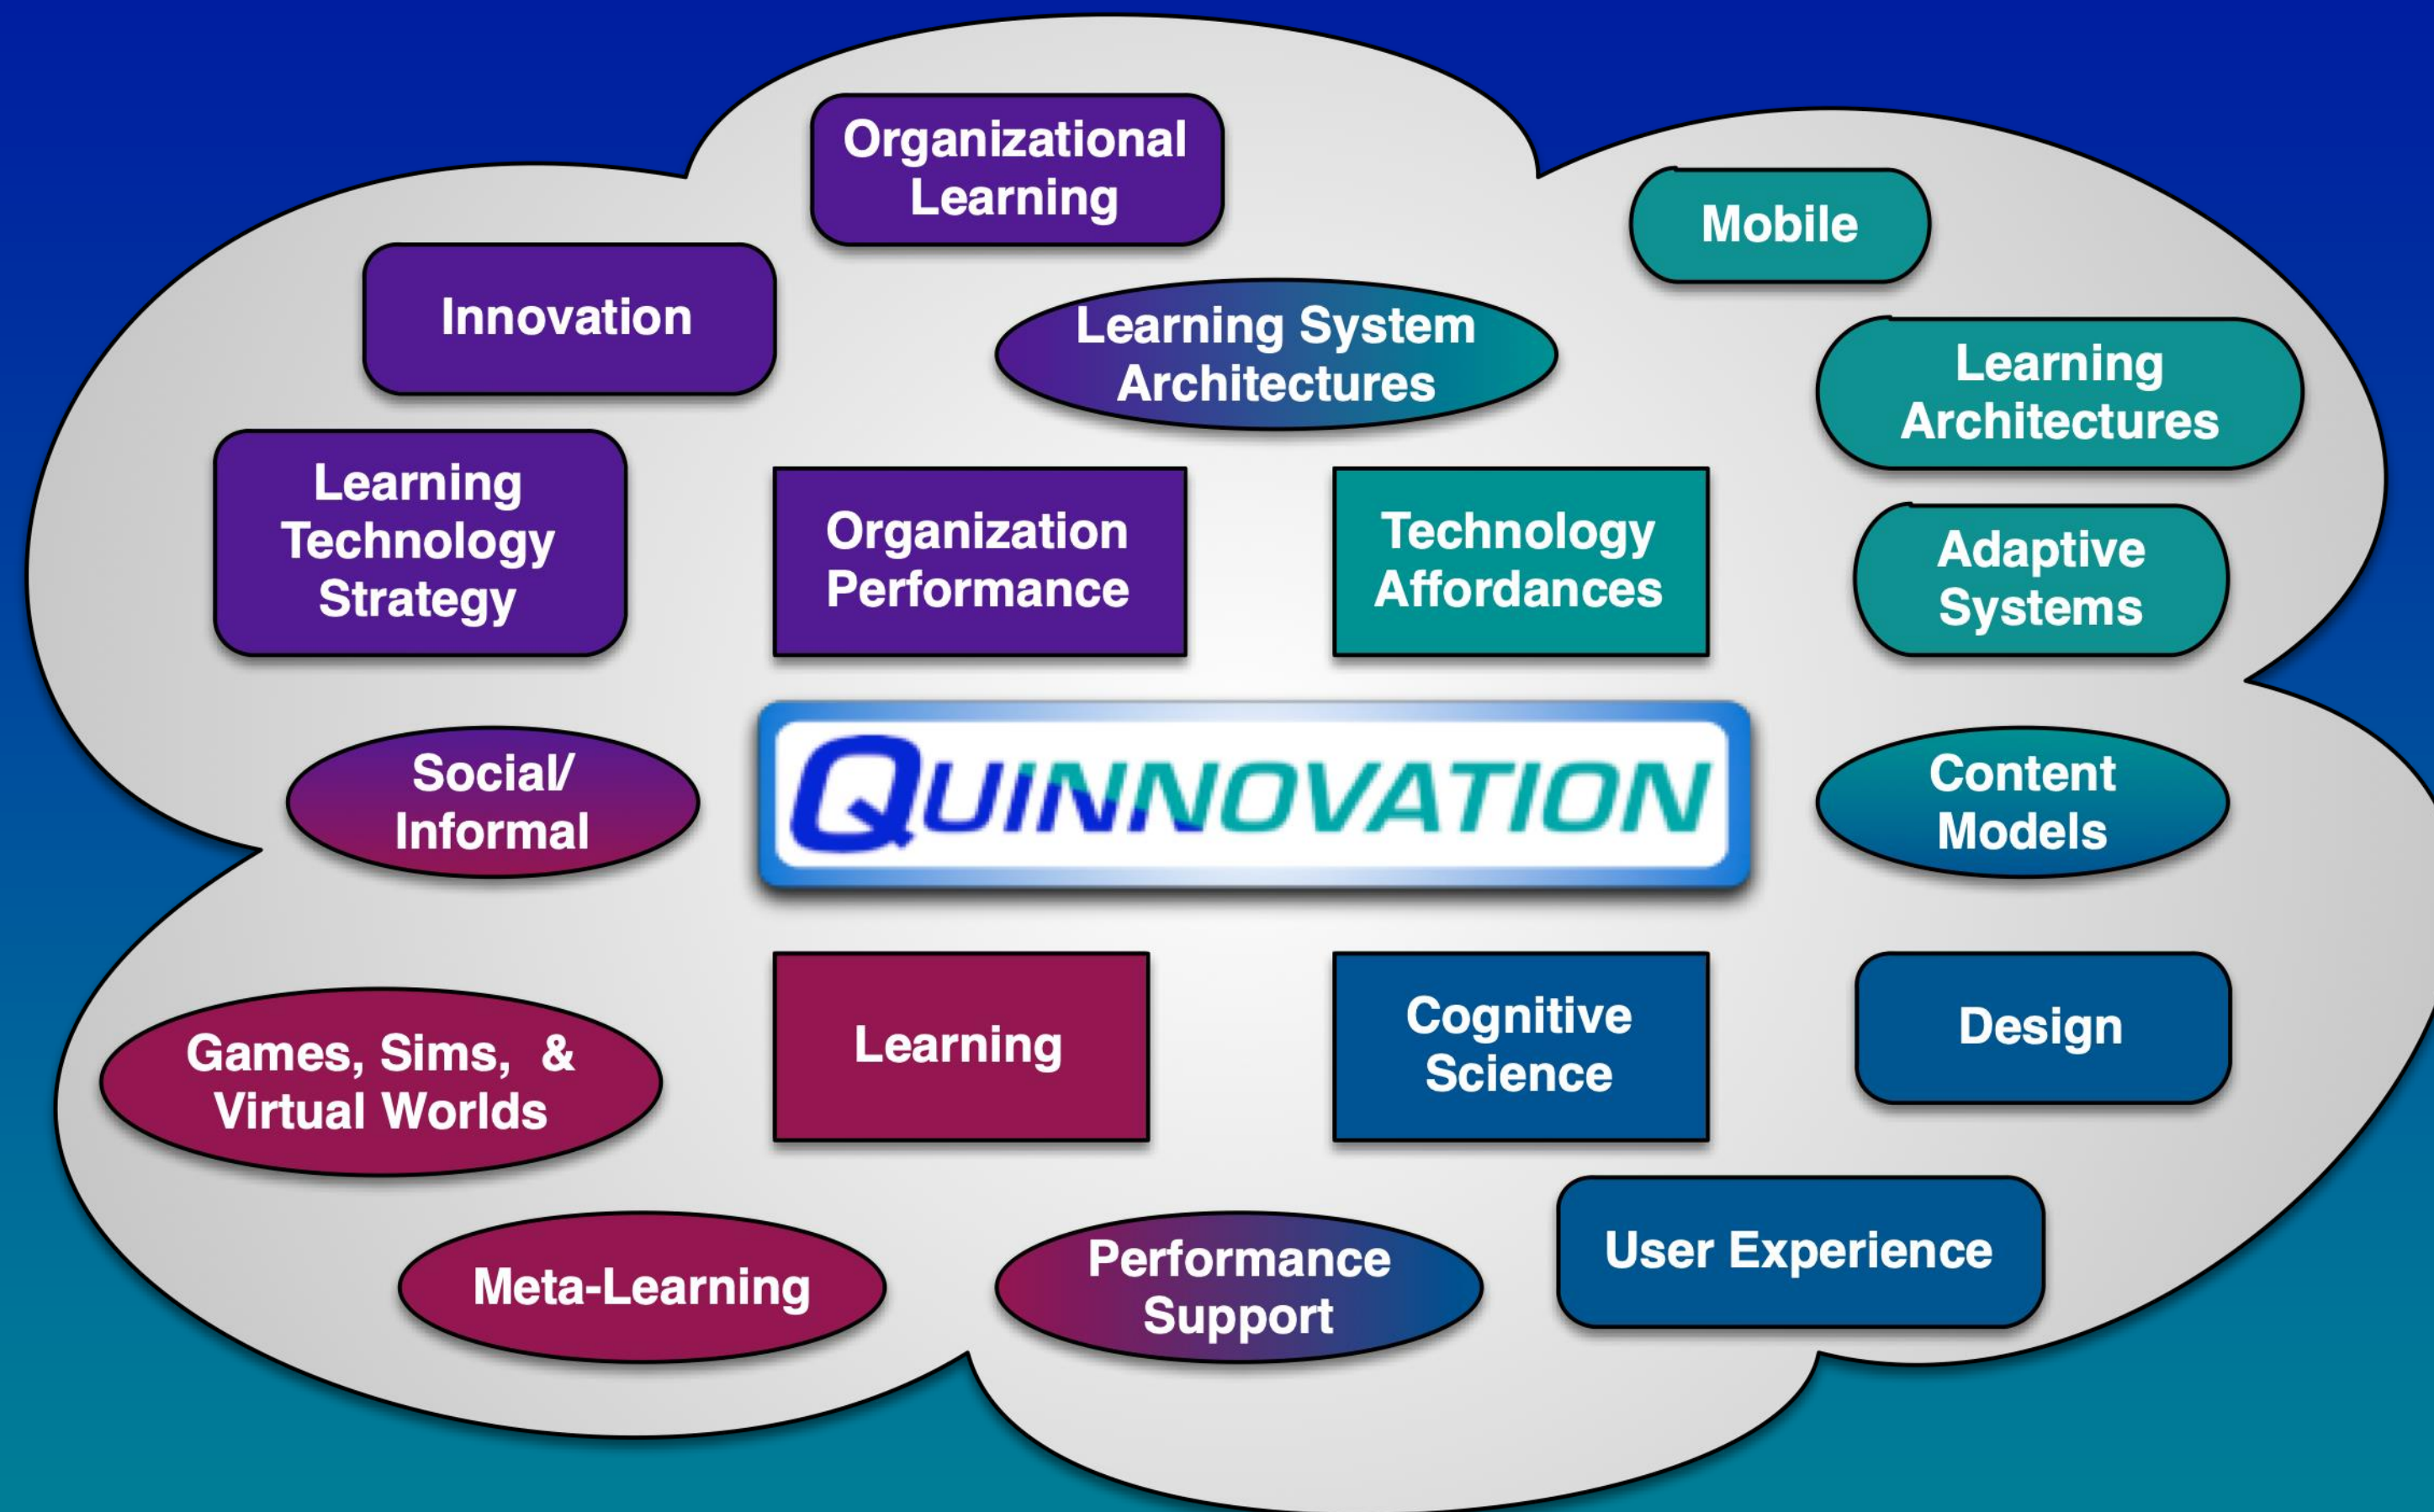 Organizational
Learning
Mobile
Innovation
Learning System
Architectures
Learning
Architectures
Learning
Technology
Strategy
Organization
Performance
Technology
Affordances
Adaptive
Systems
Social/
Informal
QUINNOVATION
Content
Models
Games, Sims, &
Virtual Worlds
Learning
Cognitive
Science
Design
Meta-Learning
Performance
Support
User Experience